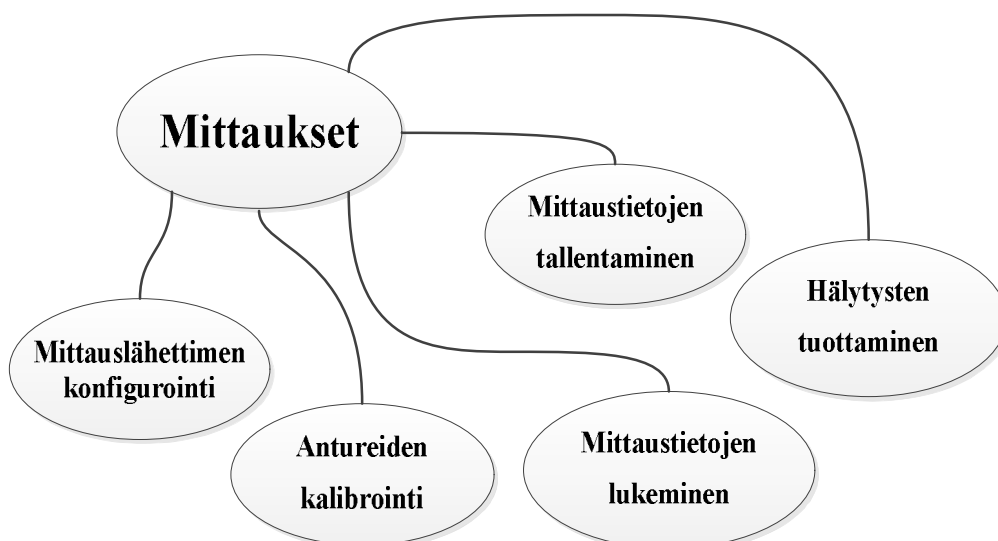 Mittaukset
Mittaustietojen
tallentaminen
Hälytysten
tuottaminen
Mittauslähettimen
konfigurointi
Antureiden
kalibrointi
Mittaustietojen
lukeminen